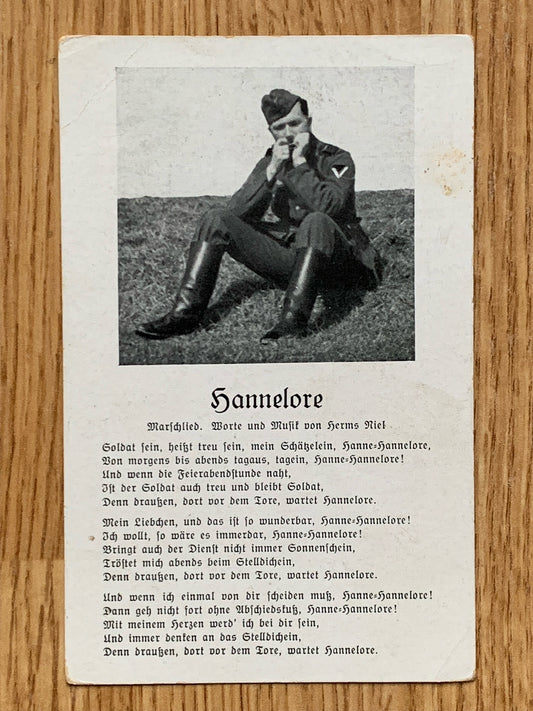 Hannelore
Marschlied. Worte und Musik von Herms Niel
Soldat sein, heißt treu sein, mein Schätzelein, Hanne-Hannelore,
Von morgens bis abends tagaus, tagein, Hanne-Hannelore!
Und wenn die Feierabendstunde naht,
Ist der Soldat auch treu und bleibt Soldat,
Denn draußen, dort vor dem Tore, wartet Hannelore.
Mein Liebchen, und das ist so wunderbar, Hanne-Hannelore!
Ich wollt, so wäre es immerdar, Hanne-Hannelore!
Bringt auch der Dienst nicht immer Sonnenschein,
Tröstet mich abends beim Stelldichein,
Denn draußen, dort vor dem Tore, wartet Hannelore.
Und wenn ich einmal von dir scheiden muß, Hanne-Hannelore!
Dann geh nicht fort ohne Abschiedskuß, Hanne-Hannelore!
Mit meinem Herzen werd' ich bei dir sein,
Und immer denken an das Stelldichein,
Denn draußen, dort vor dem Tore, wartet Hannelore.